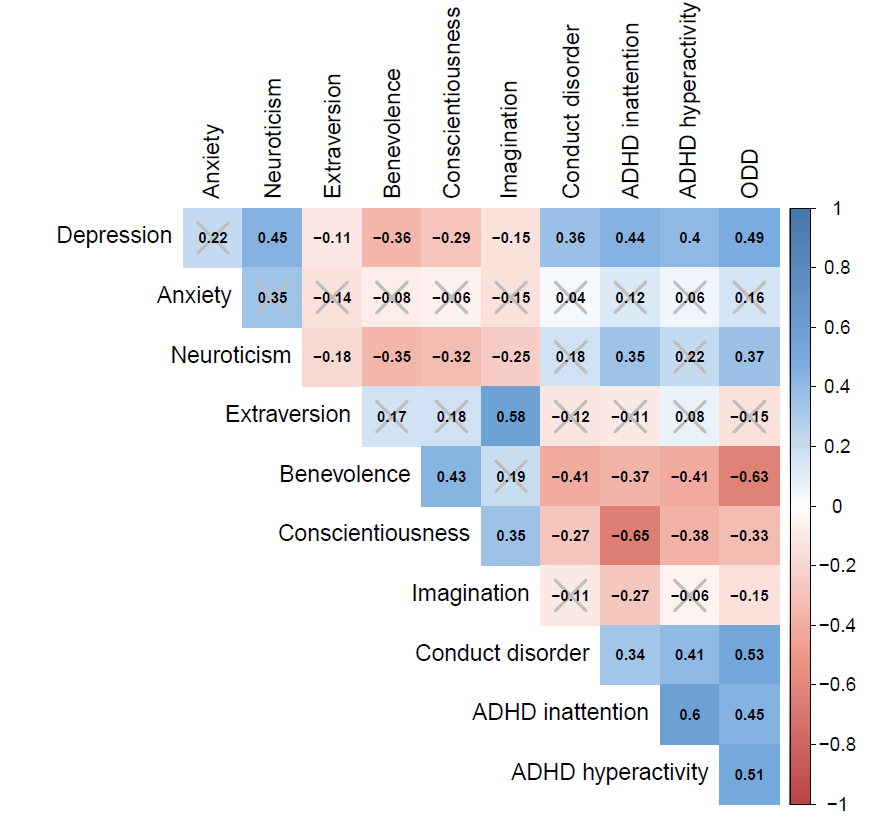 Anxiety
Neuroticism
Extraversion
Benevolence
Conscientiousness
Imagination
Conduct disorder
ADHD inattention
ADHD hyperactivity
ODD
Depression 0.22 0.45 −0.11 −0.36 −0.29 −0.15 0.36 0.44 0.4 0.49
Anxiety 0.35 −0.14 −0.08 −0.06 −0.15 0.04 0.12 0.06 0.16
Neuroticism −0.18 −0.35 −0.32 −0.25 0.18 0.35 0.22 0.37
Extraversion 0.17 0.18 0.58 −0.12 −0.11 0.08 −0.15
Benevolence 0.43 0.19 −0.41 −0.37 −0.41 −0.63
Conscientiousness 0.35 −0.27 −0.65 −0.38 −0.33
Imagination −0.11 −0.27 −0.06 −0.15
Conduct disorder 0.34 0.41 0.53
ADHD inattention 0.6 0.45
ADHD hyperactivity 0.51
1
0.8
0.6
0.4
0.2
0
−0.2
−0.4
−0.6
−0.8
−1